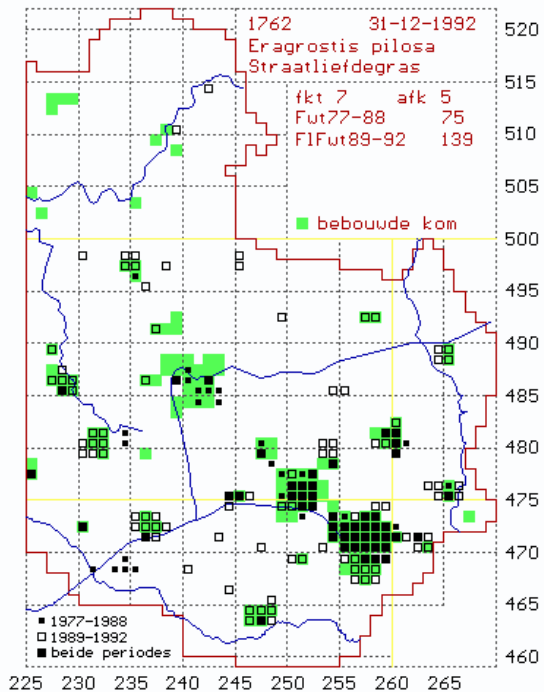 1762 31-12-1992
Eragrostis pilosa
Straatliefdegras
fkt 7 afk 5
Fwt77-88 75
FlFwt89-92 139
bebouwde kom
520
515
510
505
500
495
490
485
480
475
470
465
460
1977-1988
1989-1992
beide periodes
225 230 235 240 245 250 255 260 265